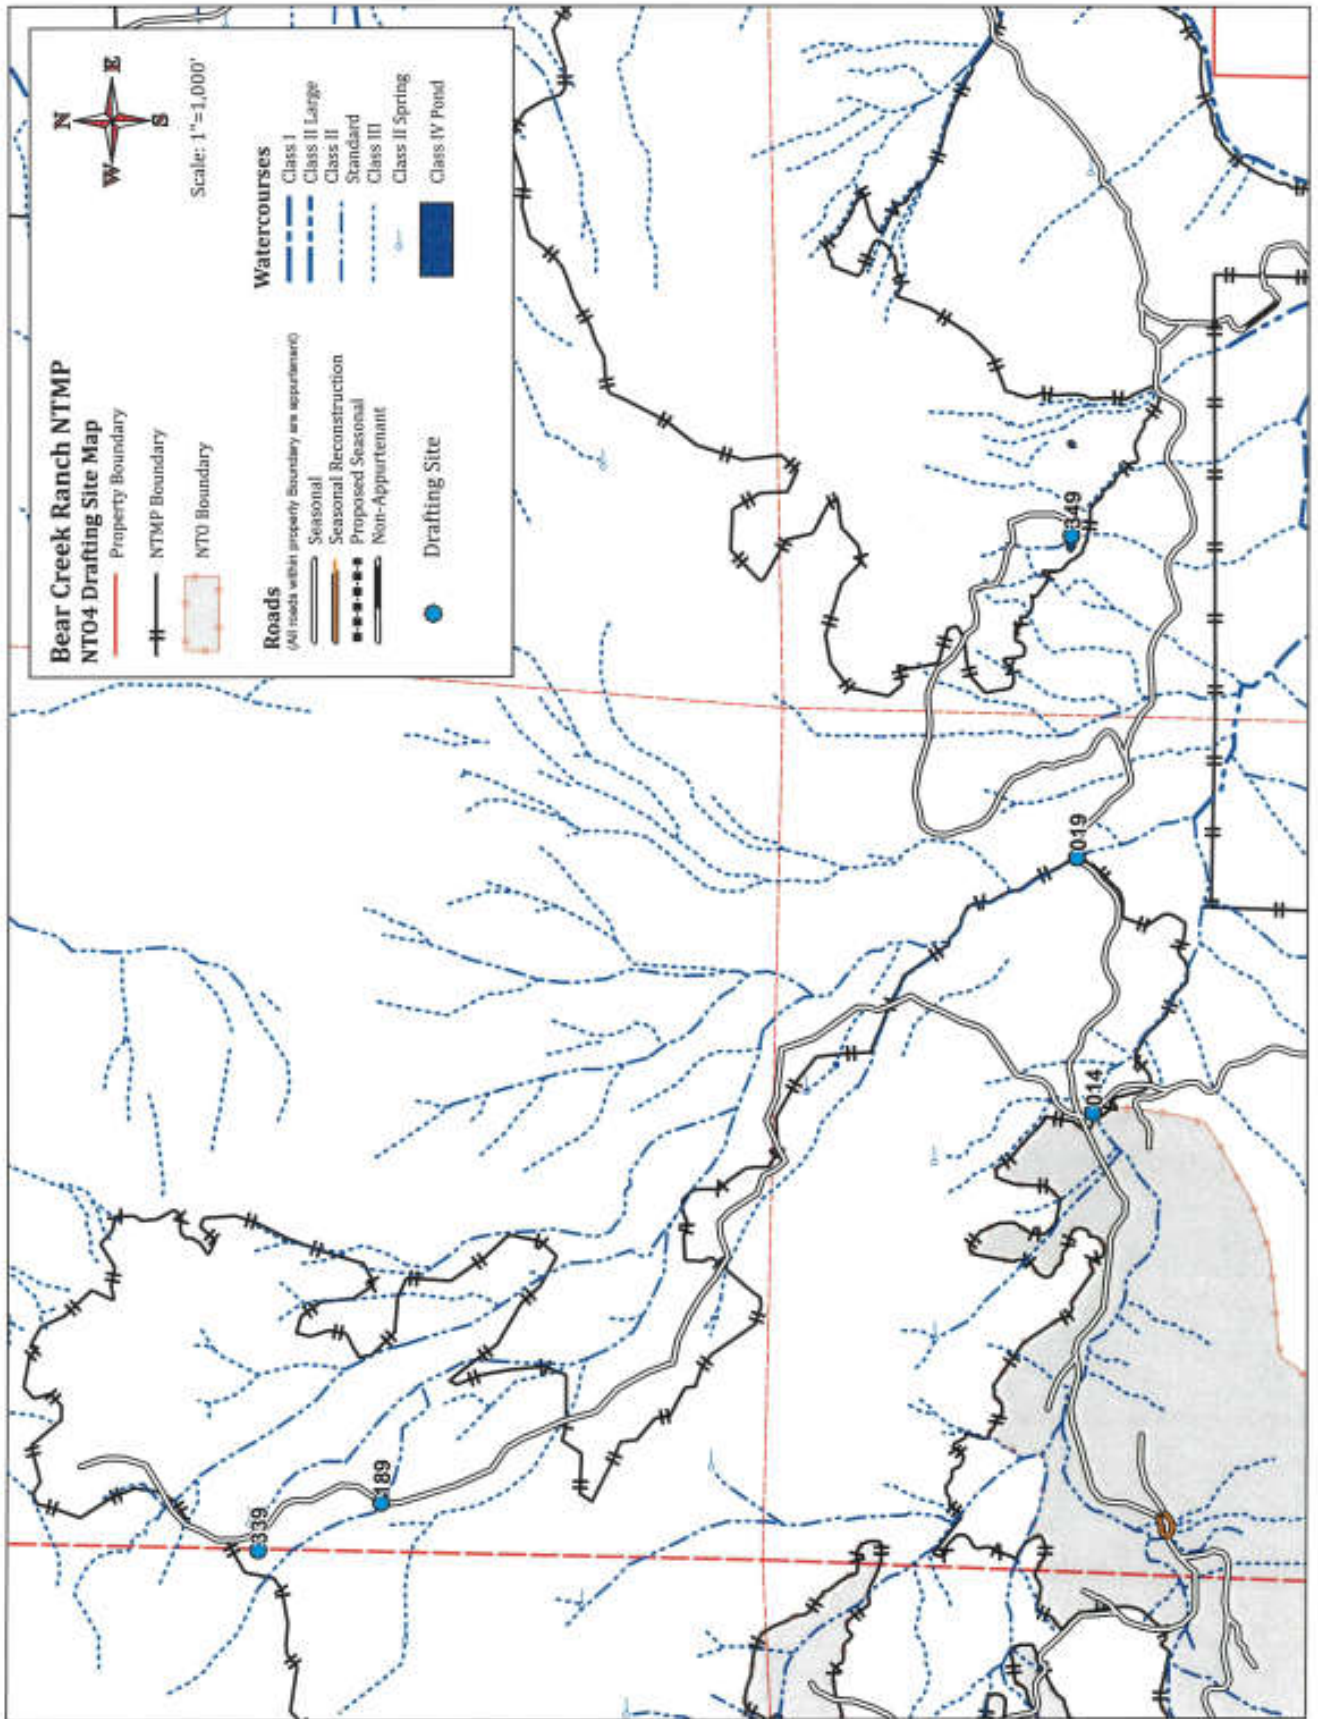 Bear Creek Ranch NTMP
NTO4 Drafting Site Map
Property Boundary
NTMP Boundary
NTO Boundary
Roads
(All roads within property Boundary are appurtenant)
Seasonal
Seasonal Reconstruction
Proposed Seasonal
Non-Appurtenant
Drafting Site
N
W
E
S
Scale: 1"=1,000'
Watercourses
Class I
Class II Large
Class II
Standard
Class III
Class II Spring
Class IV Pond
339
189
014
019
349